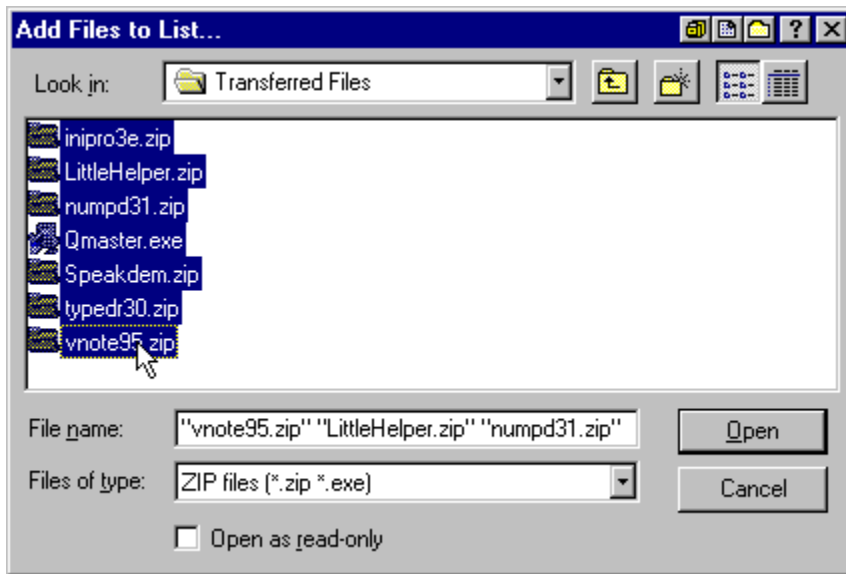 Add Files to List...
Look in: Transferred Files
inipro3e.zip
LittleHelper.zip
numpd31.zip
Qmaster.exe
Speakdem.zip
typedr30.zip
vnote95.zip
File name: "vnote95.zip" "LittleHelper.zip" "numpd31.zip" Open
Files of type: ZIP files (*.zip *.exe) Cancel
Open as read-only